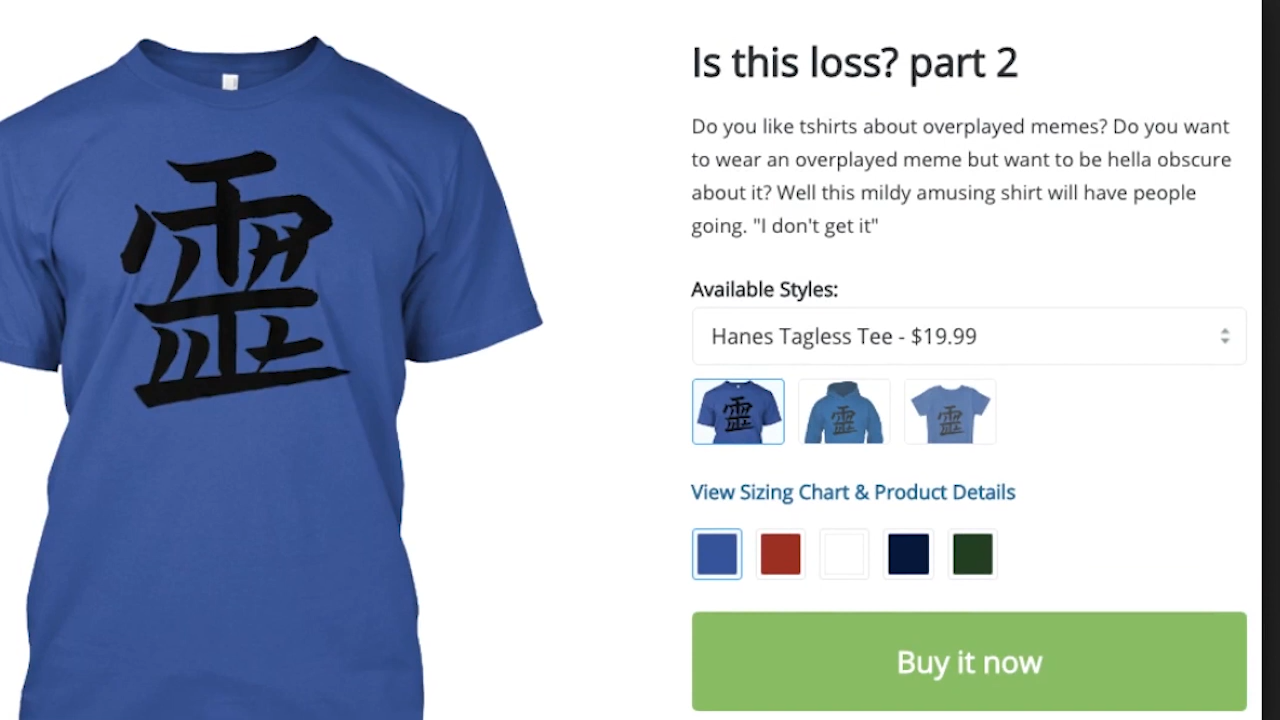 霊
Is this loss? part 2
Do you like tshirts about overplayed memes? Do you want
to wear an overplayed meme but want to be hella obscure
about it? Well this mildy amusing shirt will have people
going. "I don't get it"
Available Styles:
Hanes Tagless Tee - $19.99
View Sizing Chart & Product Details
Buy it now